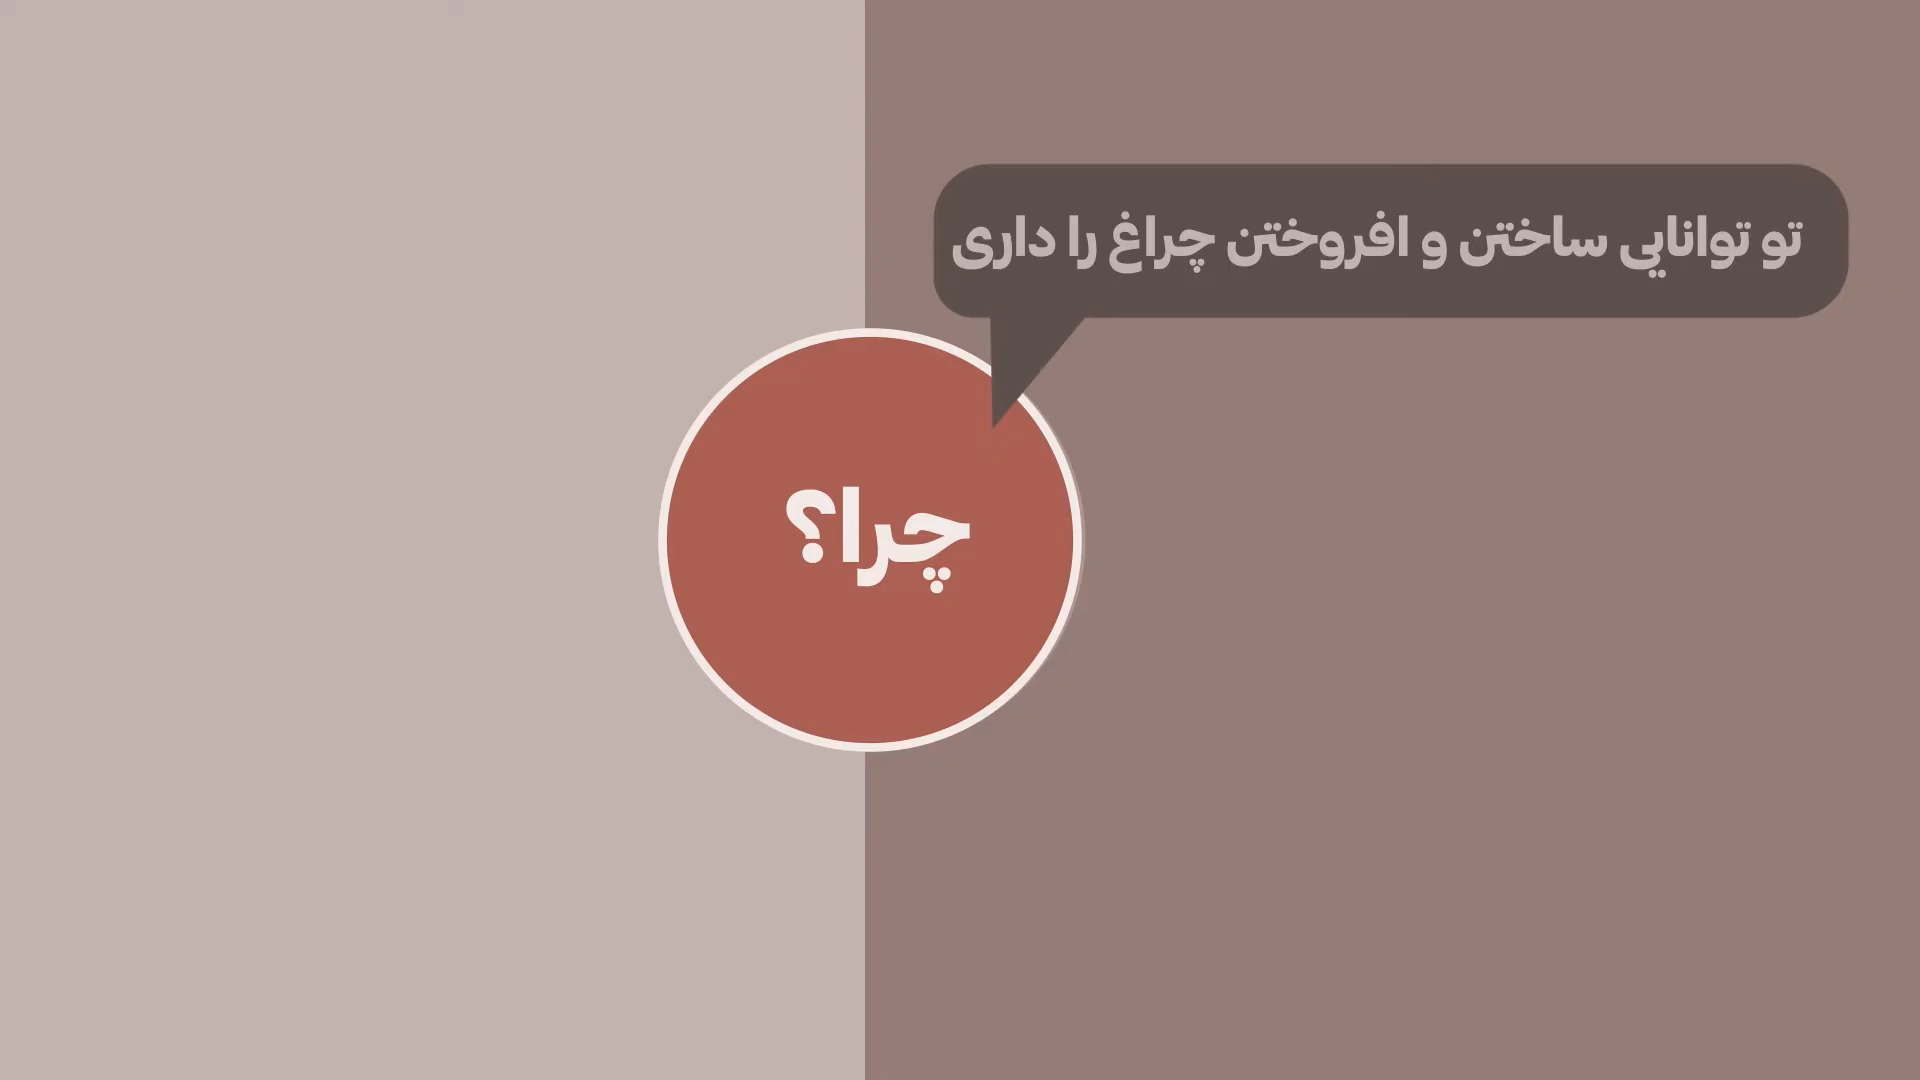 تو توانایی ساختن و افروختن چراغ را داری
چرا؟